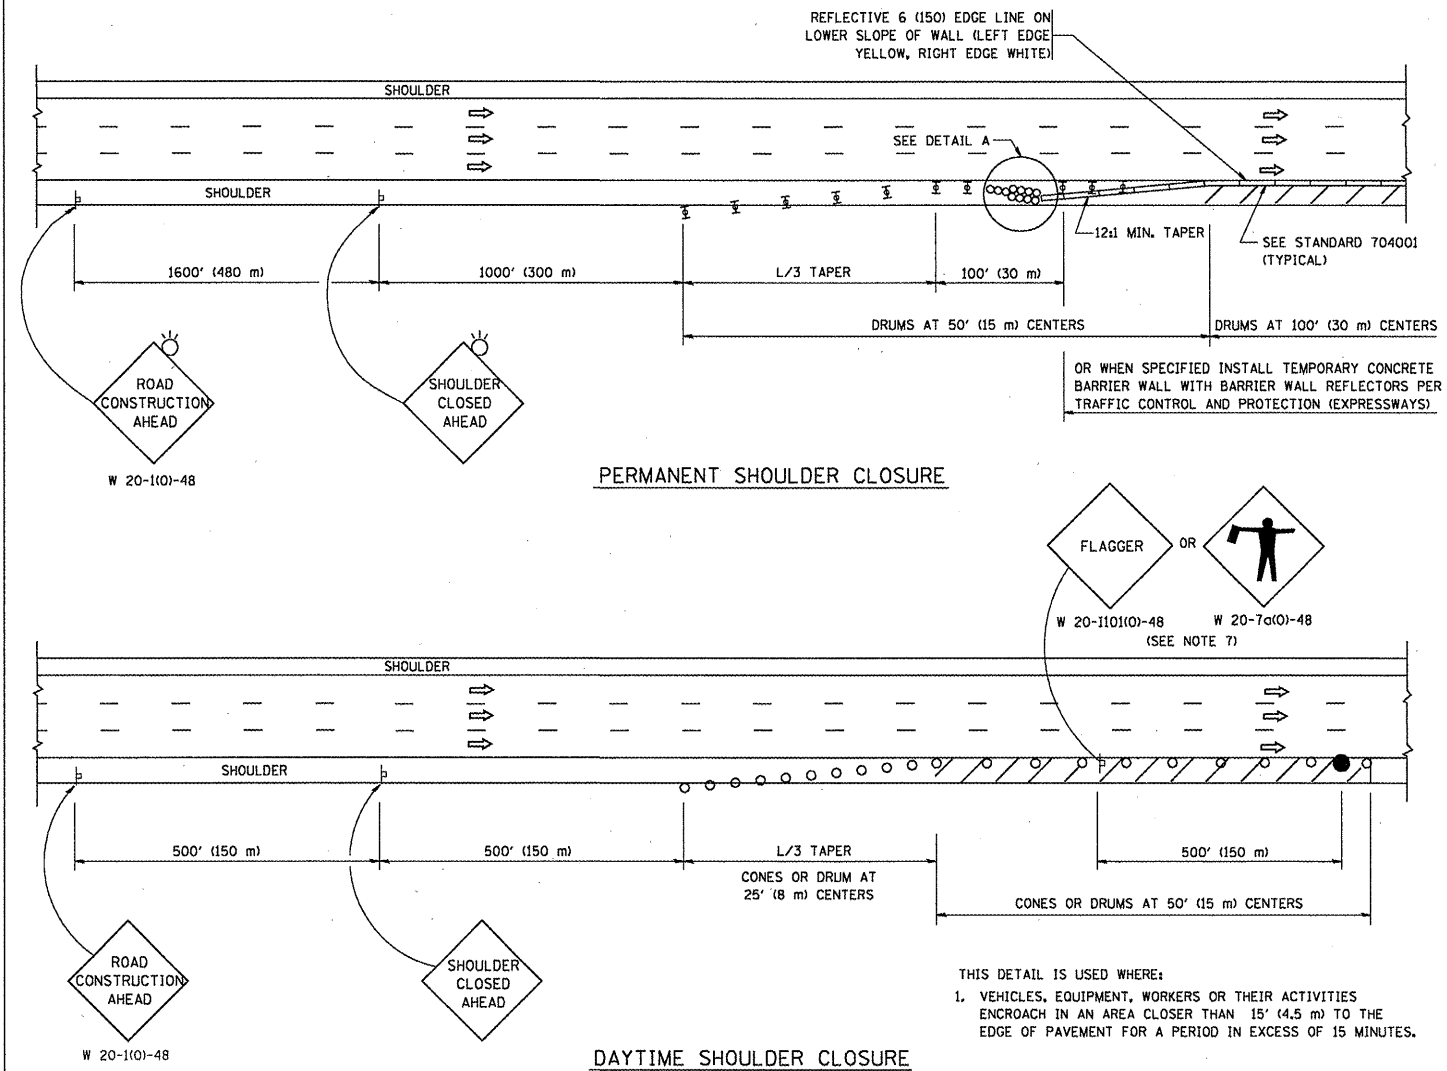 REFLECTIVE 6 (150) EDGE LINE ON
LOWER SLOPE OF WALL (LEFT EDGE
YELLOW, RIGHT EDGE WHITE)
SHOULDER
SEE DETAIL A
SHOULDER
12:1 MIN. TAPER
SEE STANDARD 704001
(TYPICAL)
1600' (480 m)
1000' (300 m)
L/3 TAPER
100' (30 m)
DRUMS AT 50' (15 m) CENTERS
DRUMS AT 100' (30 m) CENTERS
OR WHEN SPECIFIED INSTALL TEMPORARY CONCRETE
BARRIER WALL WITH BARRIER WALL REFLECTORS PER
TRAFFIC CONTROL AND PROTECTION (EXPRESSWAYS)
ROAD
CONSTRUCTION
AHEAD
W 20-1(O)-48
SHOULDER
CLOSED
AHEAD
PERMANENT SHOULDER CLOSURE
FLAGGER
OR
W 20-I101(O)-48
W 20-7a(O)-48
(SEE NOTE 7)
SHOULDER
SHOULDER
500' (150 m)
500' (150 m)
L/3 TAPER
CONES OR DRUM AT
25' (8 m) CENTERS
500' (150 m)
CONES OR DRUMS AT 50' (15 m) CENTERS
ROAD
CONSTRUCTION
AHEAD
W 20-1(O)-48
SHOULDER
CLOSED
AHEAD
THIS DETAIL IS USED WHERE:
1. VEHICLES, EQUIPMENT, WORKERS OR THEIR ACTIVITIES
ENCROACH IN AN AREA CLOSER THAN 15' (4.5 m) TO THE
EDGE OF PAVEMENT FOR A PERIOD IN EXCESS OF 15 MINUTES.
DAYTIME SHOULDER CLOSURE